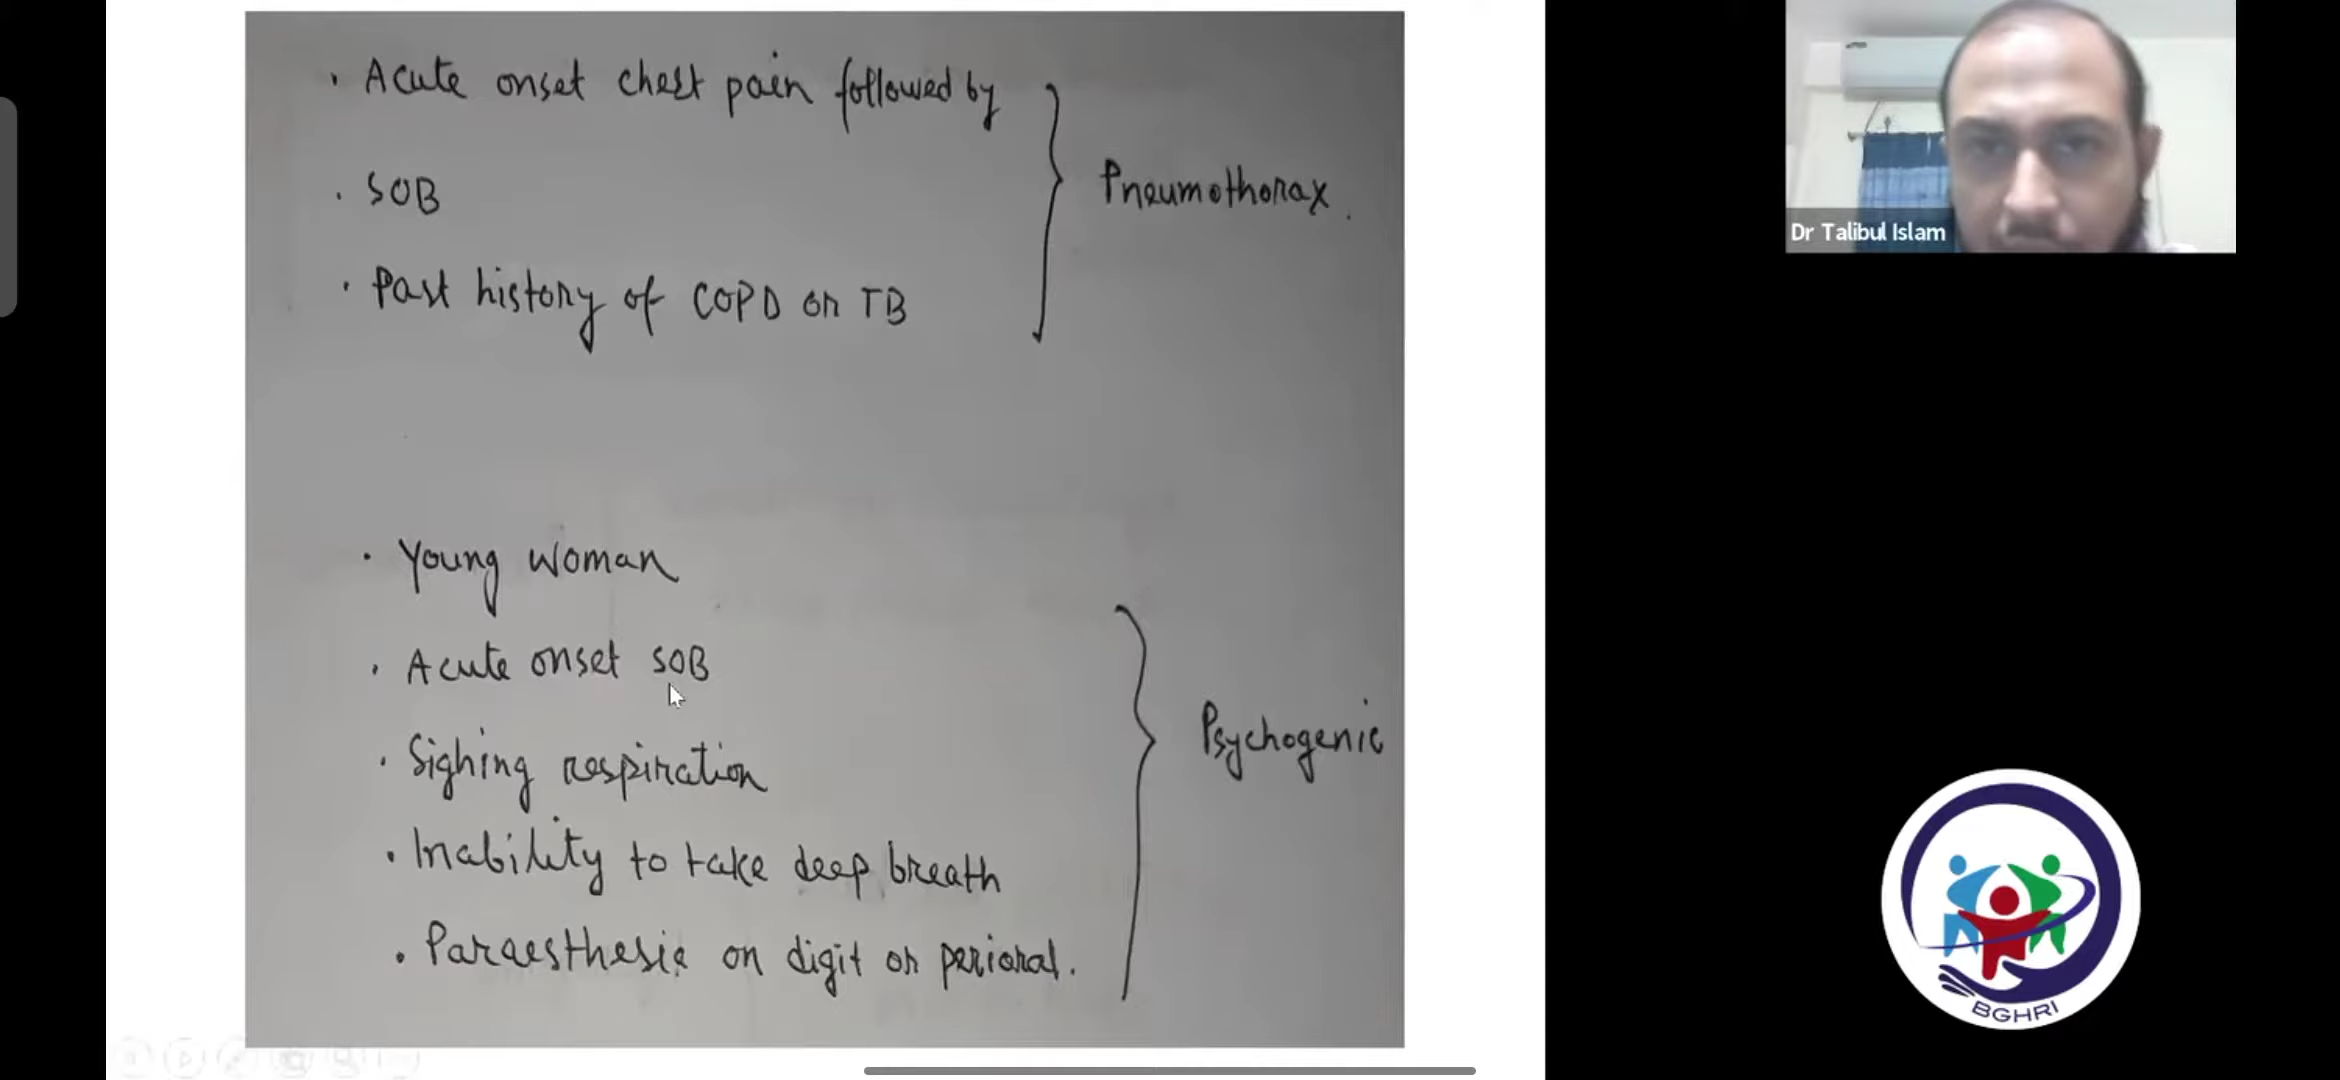 · Acute onset chest pain followed by
· SOB
· Past history of COPD or TB
Pneumothorax.
· Young woman
· Acute onset SOB
· Sighing respiration
· Inability to take deep breath
· Paraesthesia on digit or perioral.
Psychogenic
Dr Talibul Islam
BGHRI